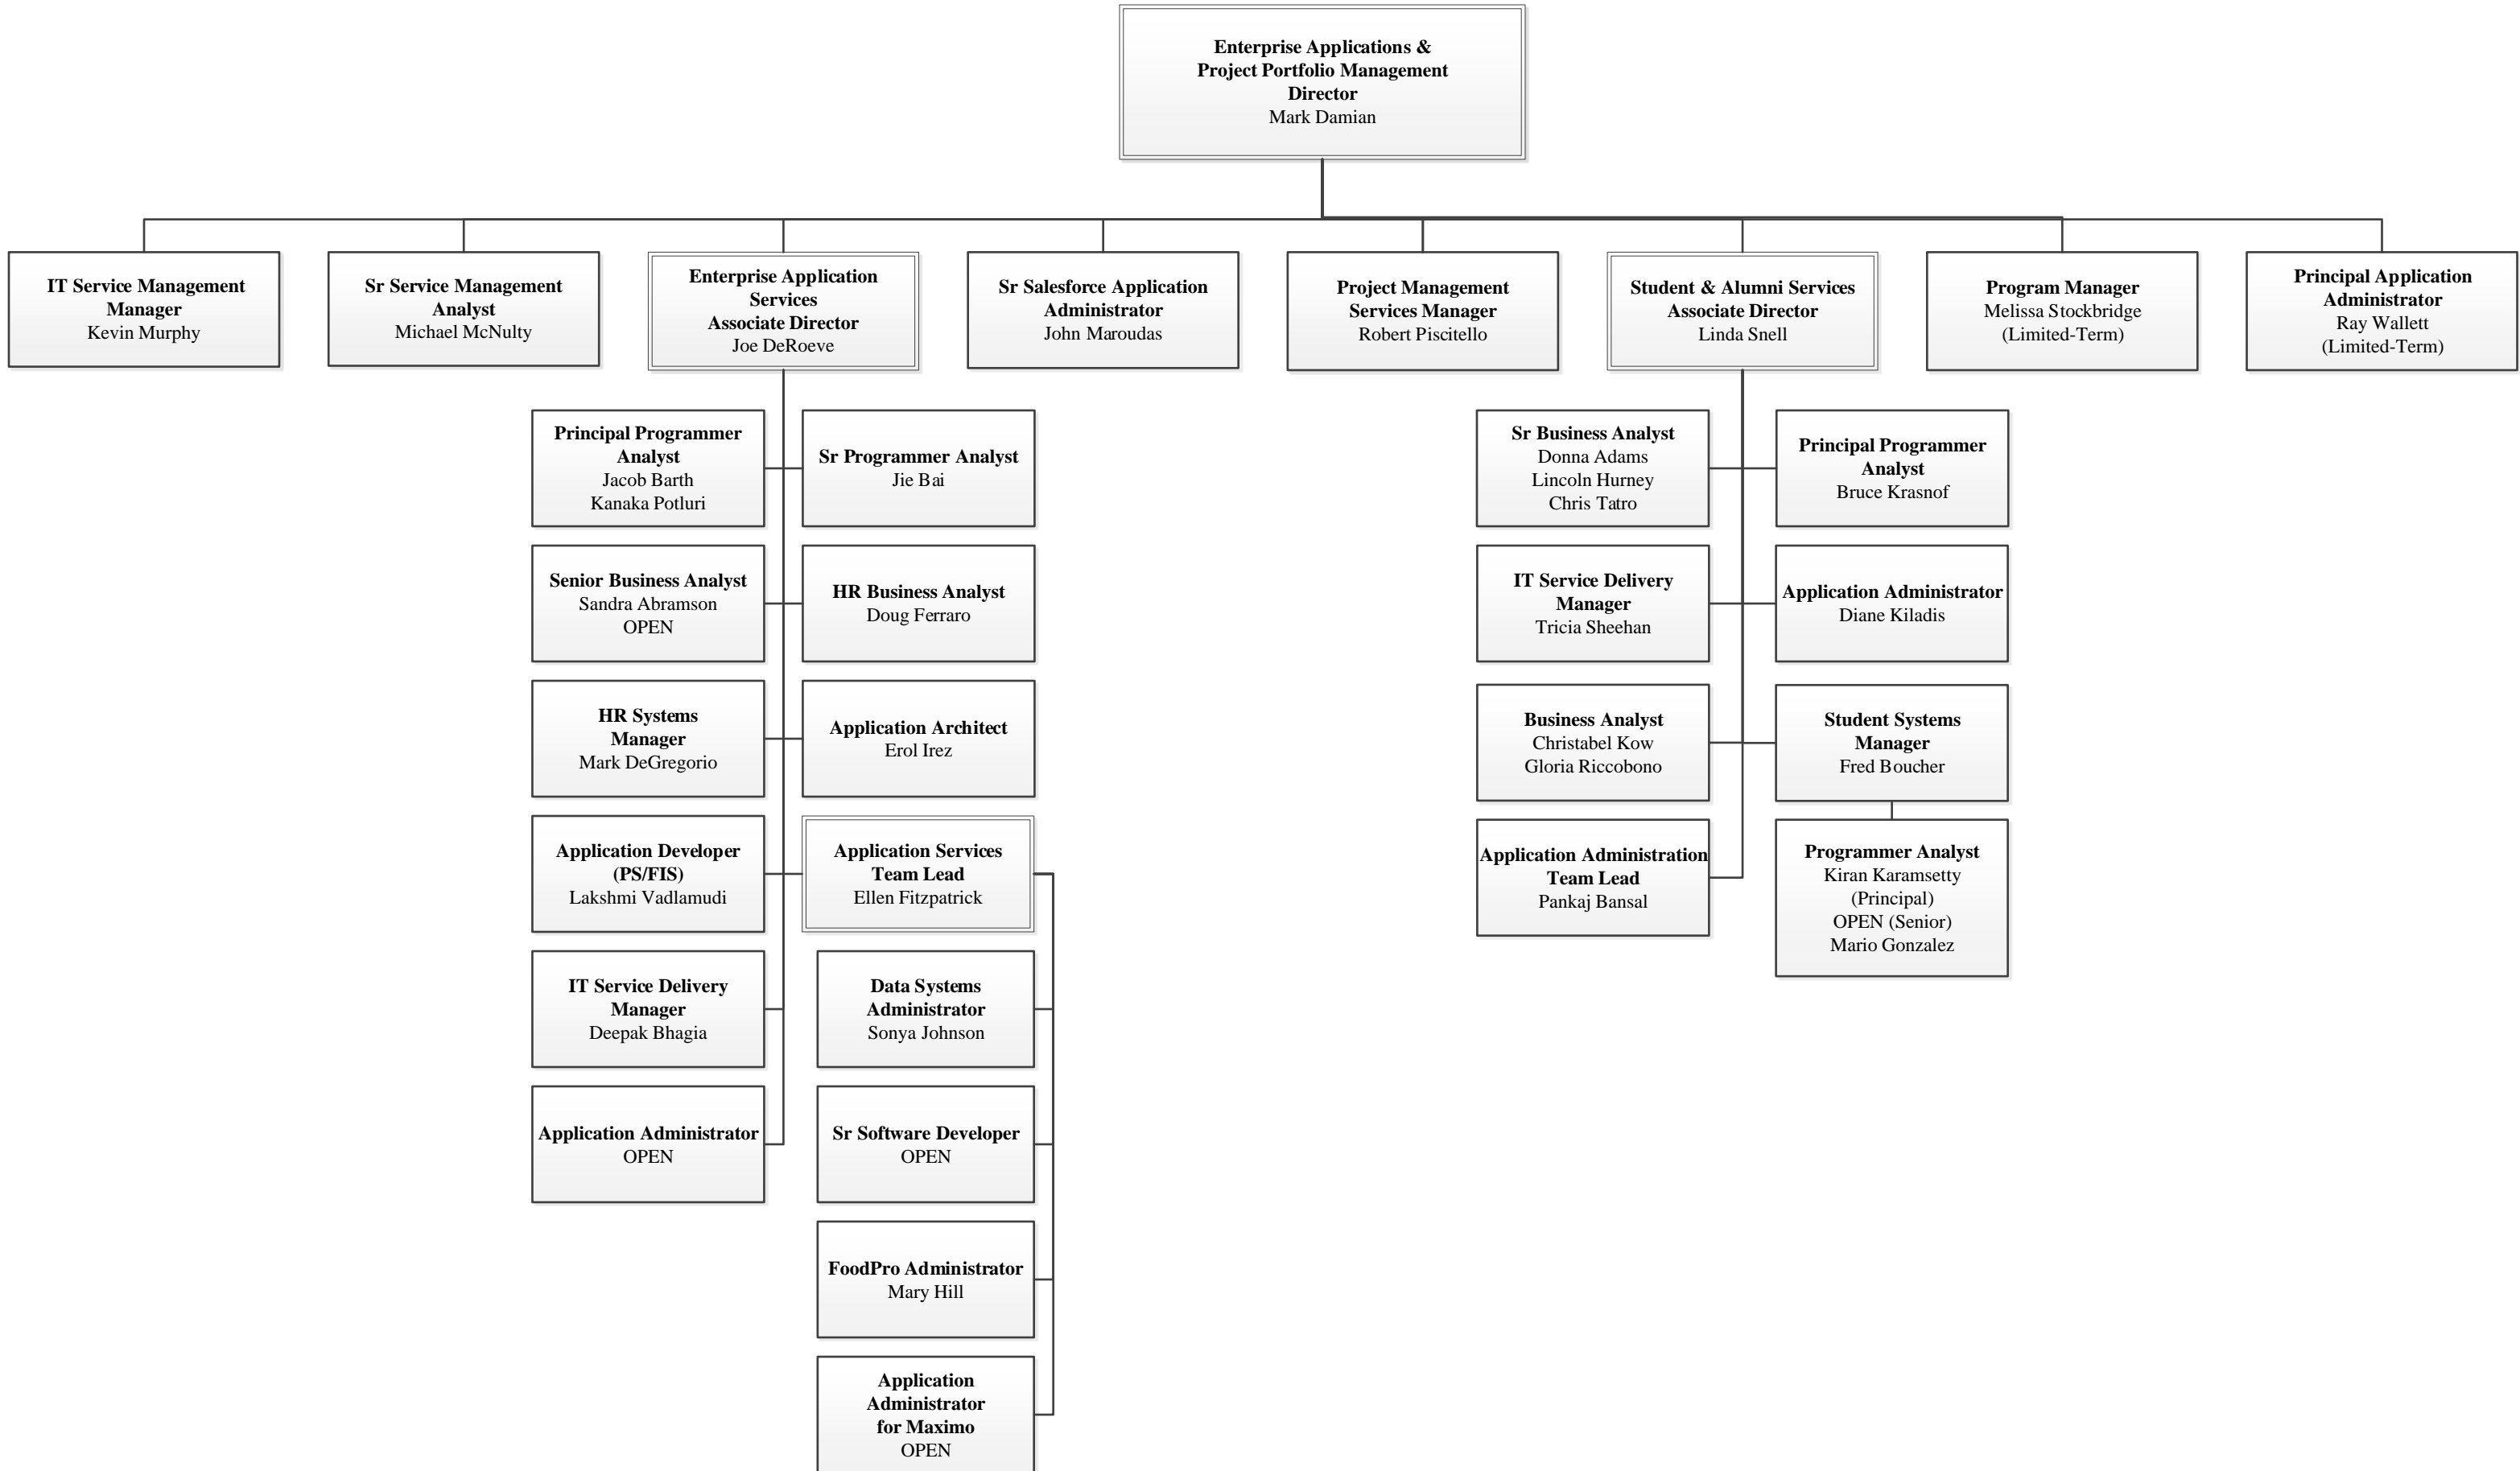 Enterprise Applications &
Project Portfolio Management
Director
Mark Damian
IT Service Management
Manager
Kevin Murphy
Sr Service Management
Analyst
Michael McNulty
Enterprise Application
Services
Associate Director
Joe DeRoeve
Sr Salesforce Application
Administrator
John Maroudas
Project Management
Services Manager
Robert Piscitello
Student & Alumni Services
Associate Director
Linda Snell
Program Manager
Melissa Stockbridge
(Limited-Term)
Principal Application
Administrator
Ray Wallett
(Limited-Term)
Principal Programmer
Analyst
Jacob Barth
Kanaka Potluri
Sr Programmer Analyst
Jie Bai
Senior Business Analyst
Sandra Abramson
OPEN
HR Business Analyst
Doug Ferraro
HR Systems
Manager
Mark DeGregorio
Application Architect
Erol Irez
Application Developer
(PS/FIS)
Lakshmi Vadlamudi
Application Services
Team Lead
Ellen Fitzpatrick
IT Service Delivery
Manager
Deepak Bhagia
Data Systems
Administrator
Sonya Johnson
Application Administrator
OPEN
Sr Software Developer
OPEN
FoodPro Administrator
Mary Hill
Application
Administrator
for Maximo
OPEN
Sr Business Analyst
Donna Adams
Lincoln Hurney
Chris Tatro
Principal Programmer
Analyst
Bruce Krasnof
IT Service Delivery
Manager
Tricia Sheehan
Application Administrator
Diane Kiladis
Business Analyst
Christabel Kow
Gloria Riccobono
Student Systems
Manager
Fred Boucher
Application Administration
Team Lead
Pankaj Bansal
Programmer Analyst
Kiran Karamsetty
(Principal)
OPEN (Senior)
Mario Gonzalez